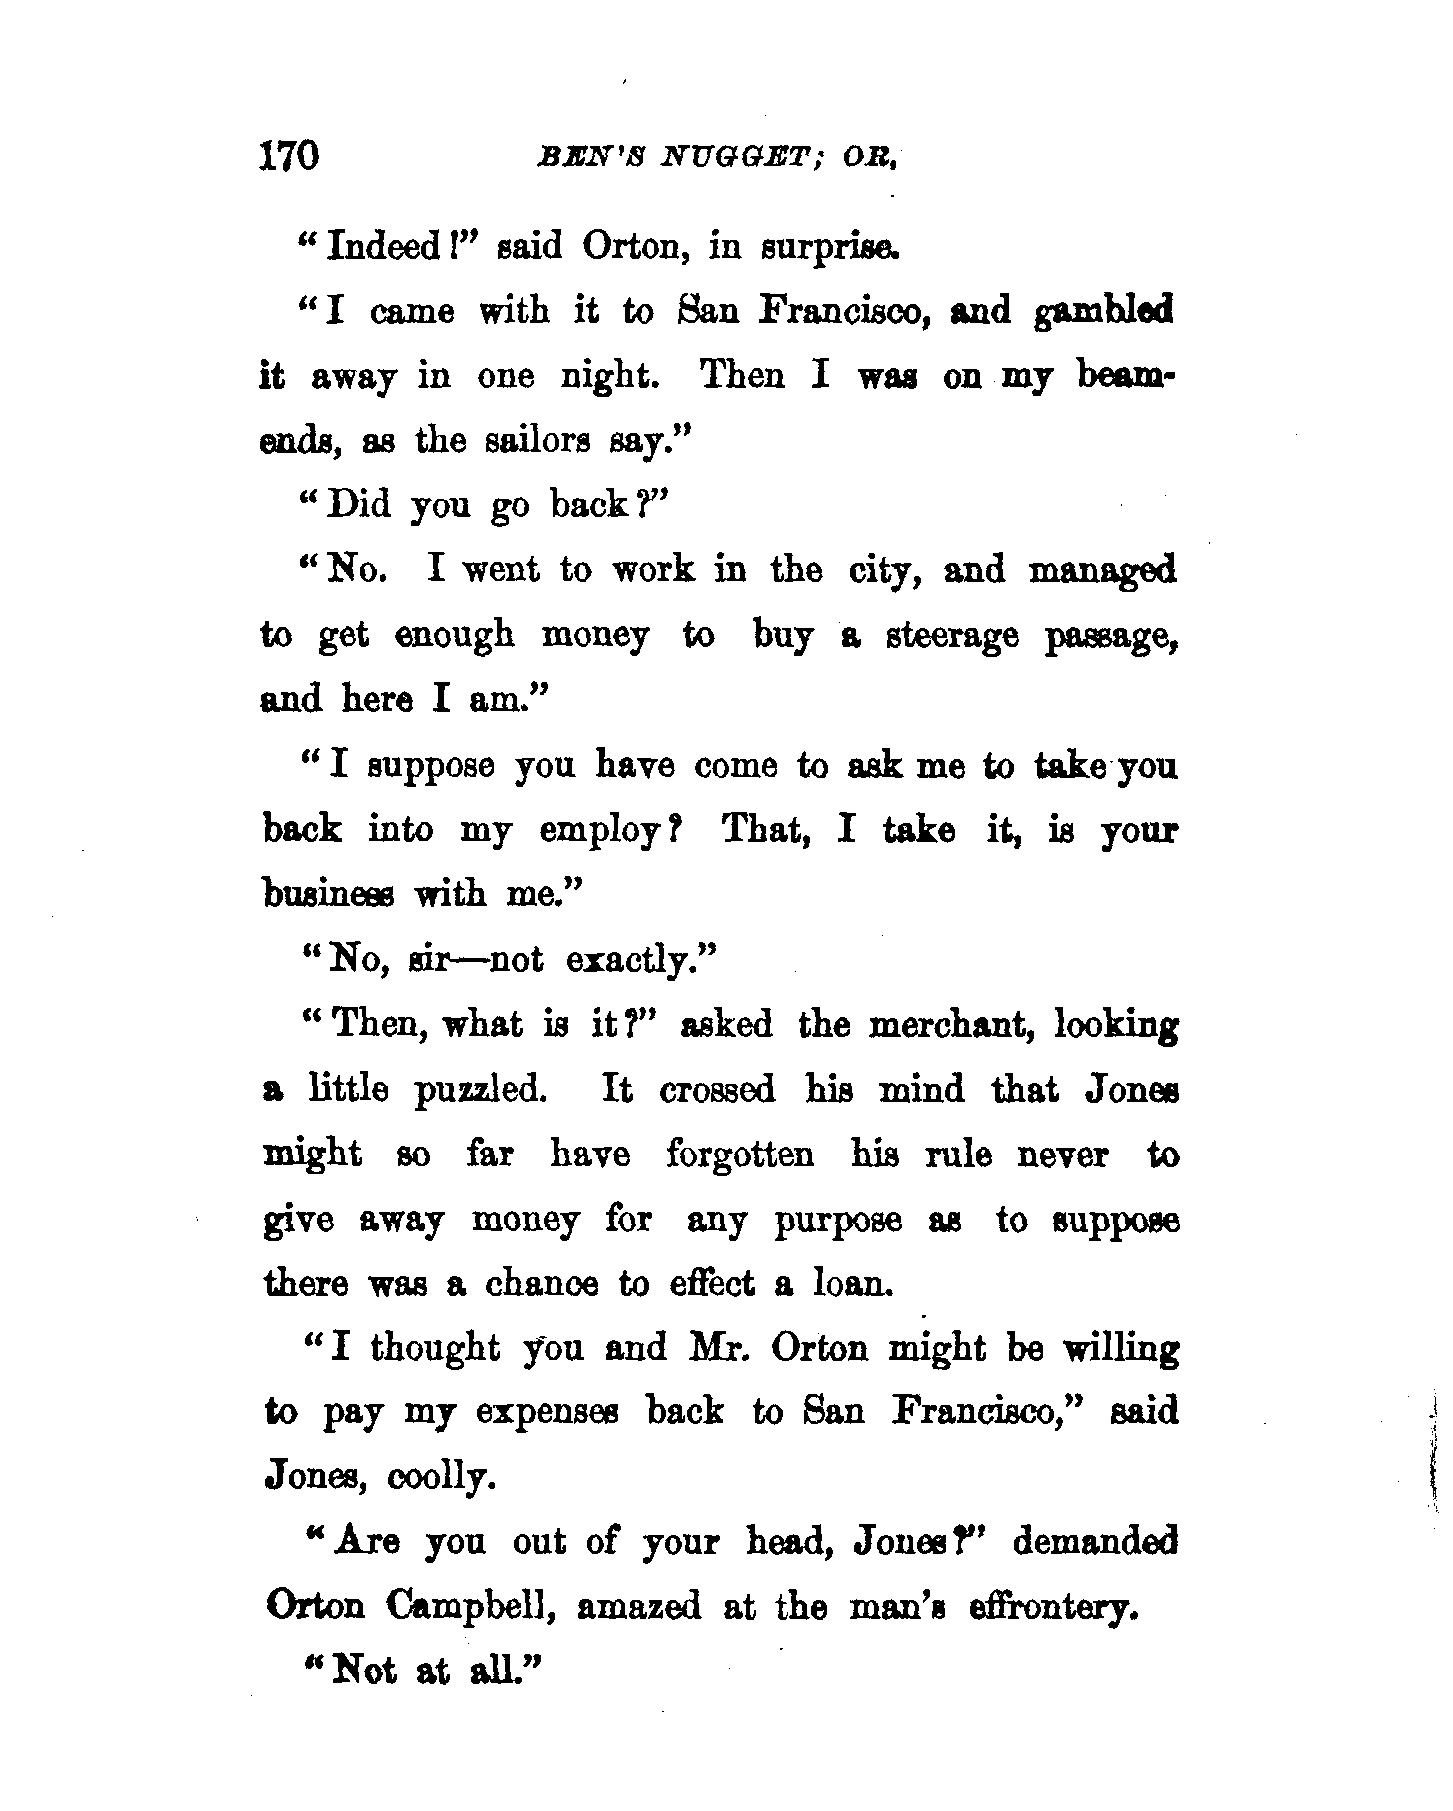 170 BEN'S NUGGET; OR,
"Indeed!" said Orton, in surprise.
"I came with it to San Francisco, and gambled
it away in one night. Then I was on my beam-
ends, as the sailors say."
"Did you go back?"
"No. I went to work in the city, and managed
to get enough money to buy a steerage passage,
and here I am."
"I suppose you have come to ask me to take you
back into my employ? That, I take it, is your
business with me."
"No, sir—not exactly."
"Then, what is it?" asked the merchant, looking
a little puzzled. It crossed his mind that Jones
might so far have forgotten his rule never to
give away money for any purpose as to suppose
there was a chance to effect a loan.
"I thought you and Mr. Orton might be willing
to pay my expenses back to San Francisco," said
Jones, coolly.
"Are you out of your head, Jones?" demanded
Orton Campbell, amazed at the man's effrontery.
"Not at all."